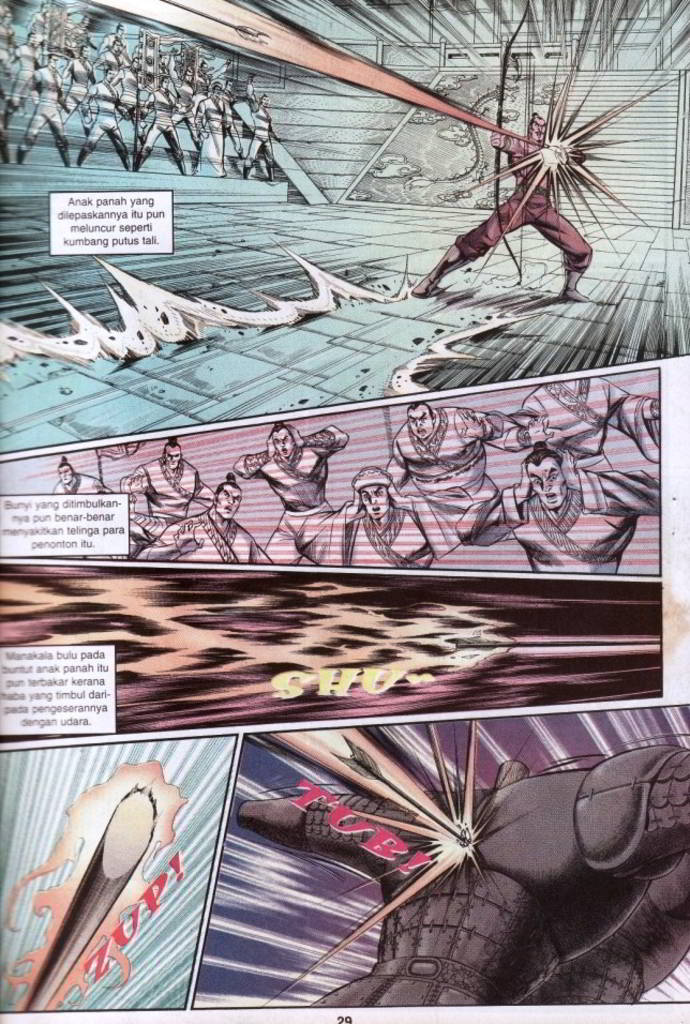 Anak panah yang
dilepaskannya itu pun
meluncur seperti
kumbang putus tali.
Bunyi yang ditimbulkan-
nya pun benar-benar
menyakitkan telinga para
penonton itu.
Manakala bulu pada
buntut anak panah itu
pun terbakar kerana
haba yang timbul dari-
pada pengeserannya
dengan udara.
SHU~
TUB!
ZUP!
29